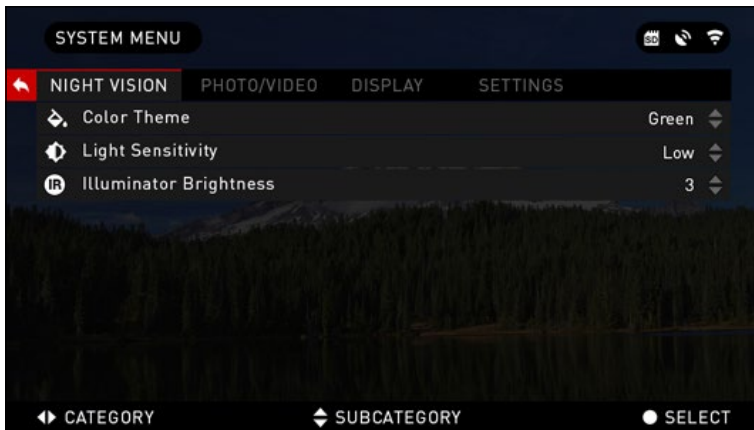 SYSTEM MENU
SD
NIGHT VISION PHOTO/VIDEO DISPLAY SETTINGS
Color Theme Green
Light Sensitivity Low
IR Illuminator Brightness 3
CATEGORY SUBCATEGORY SELECT